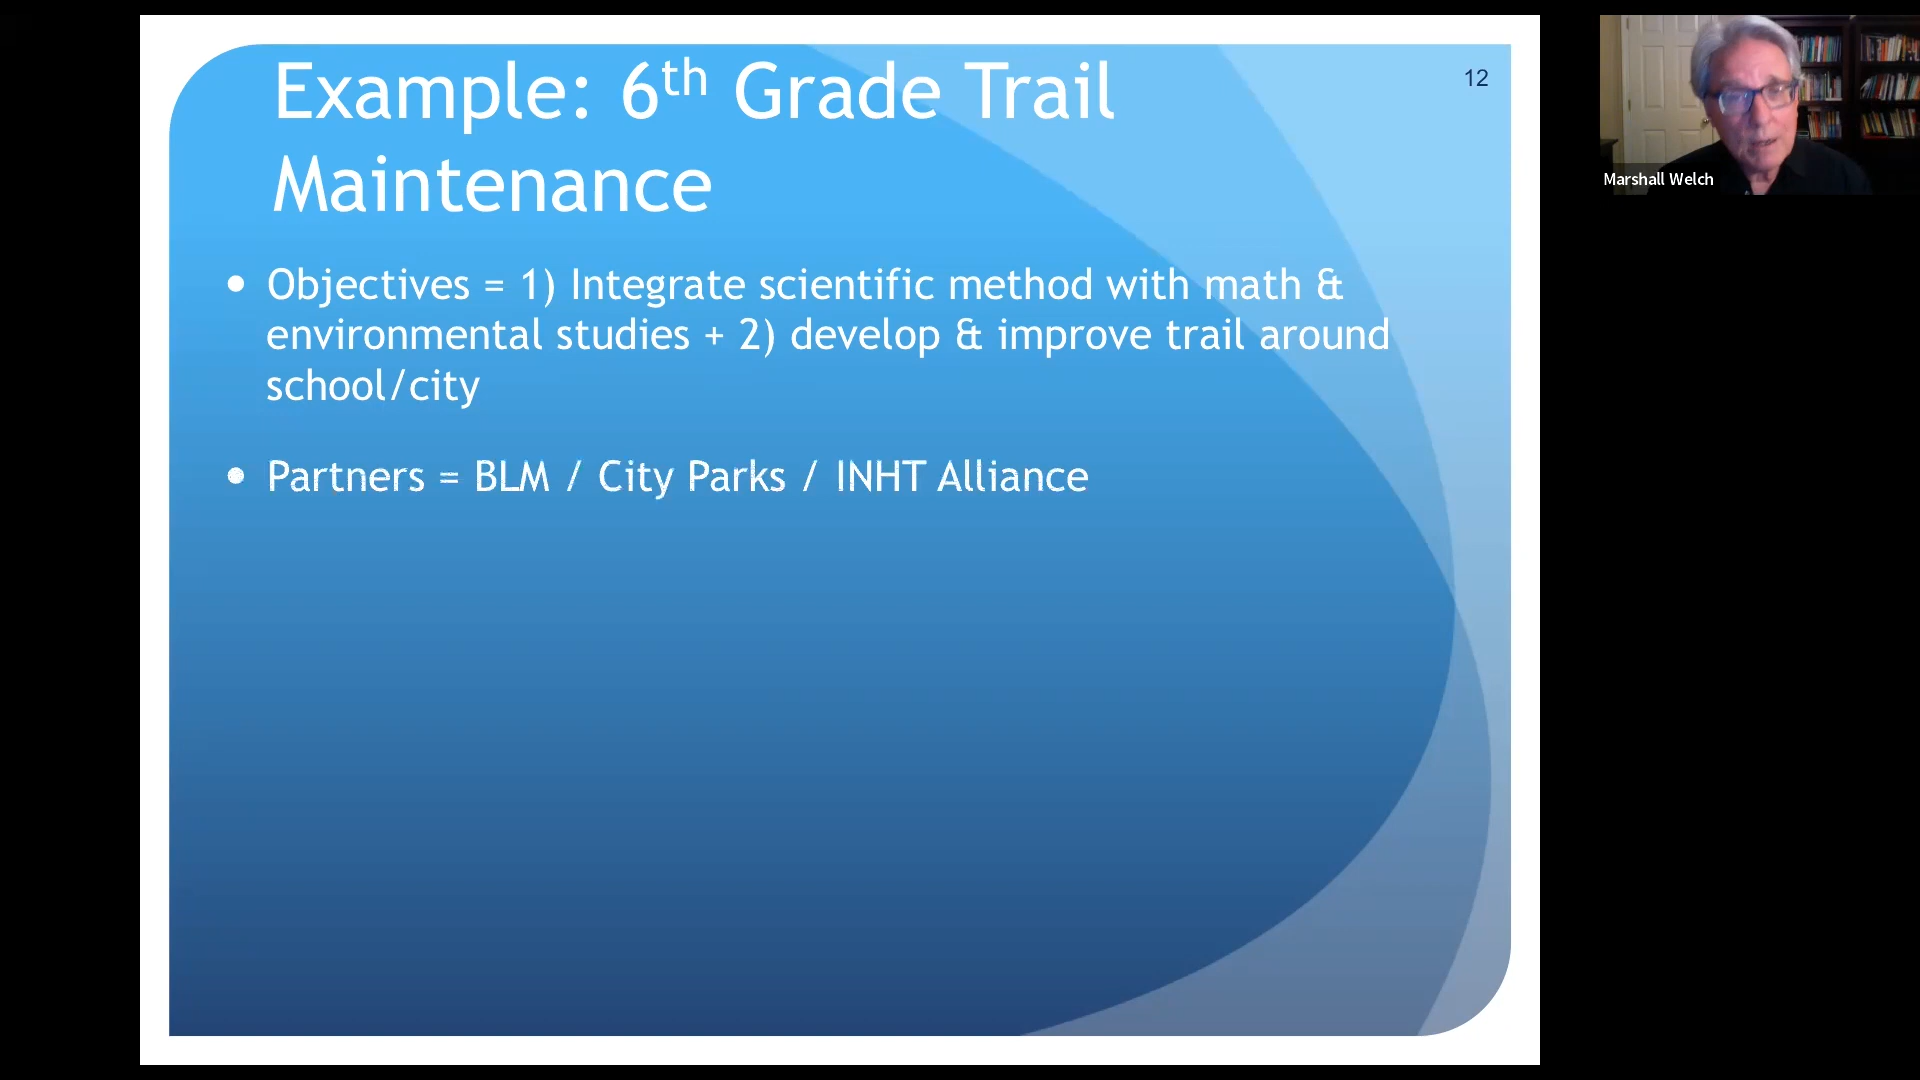 Example: 6th Grade Trail
Maintenance
12
• Objectives = 1) Integrate scientific method with math &
environmental studies + 2) develop & improve trail around
school/city
• Partners = BLM / City Parks / INHT Alliance
Marshall Welch